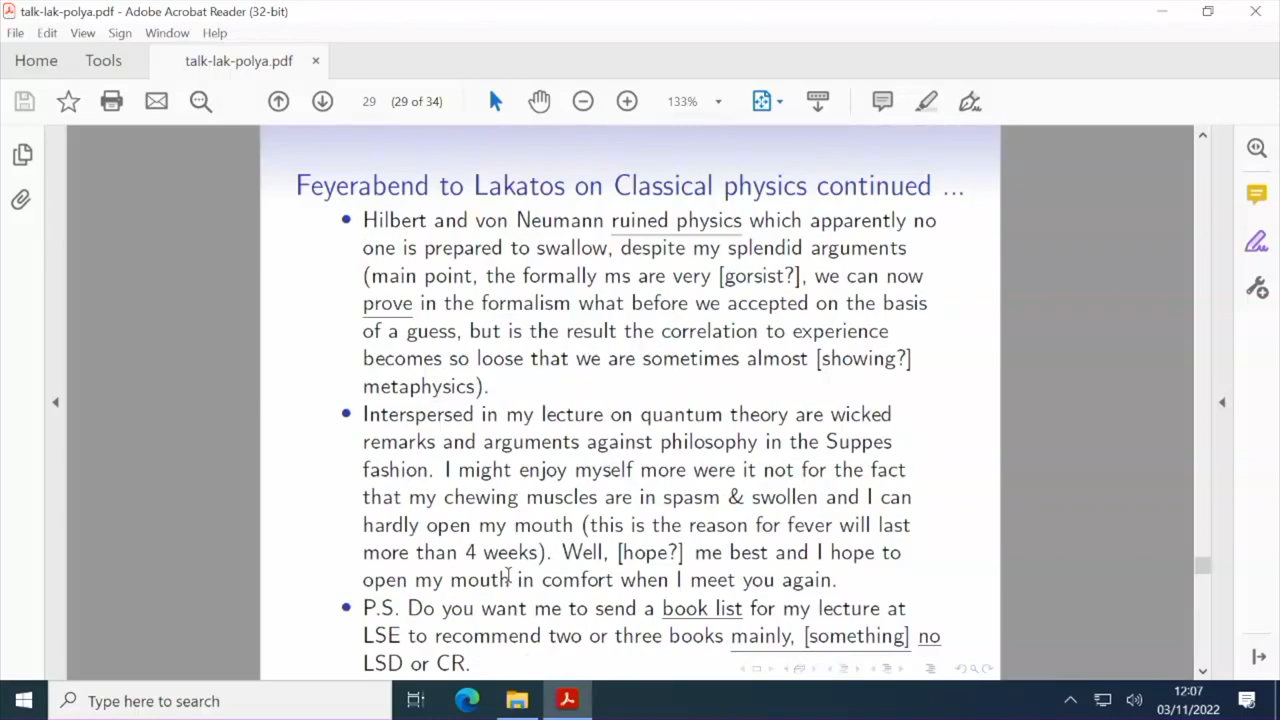 talk-lak-polya.pdf - Adobe Acrobat Reader (32-bit)
File Edit View Sign Window Help
Home Tools talk-lak-polya.pdf ×
29 (29 of 34) 133%
Feyerabend to Lakatos on Classical physics continued ...
• Hilbert and von Neumann ruined physics which apparently no
one is prepared to swallow, despite my splendid arguments
(main point, the formally ms are very [gorsist?], we can now
prove in the formalism what before we accepted on the basis
of a guess, but is the result the correlation to experience
becomes so loose that we are sometimes almost [showing?]
metaphysics).
• Interspersed in my lecture on quantum theory are wicked
remarks and arguments against philosophy in the Suppes
fashion. I might enjoy myself more were it not for the fact
that my chewing muscles are in spasm & swollen and I can
hardly open my mouth (this is the reason for fever will last
more than 4 weeks). Well, [hope?] me best and I hope to
open my mouth in comfort when I meet you again.
• P.S. Do you want me to send a book list for my lecture at
LSE to recommend two or three books mainly, [something] no
LSD or CR.
Type here to search
12:07
03/11/2022